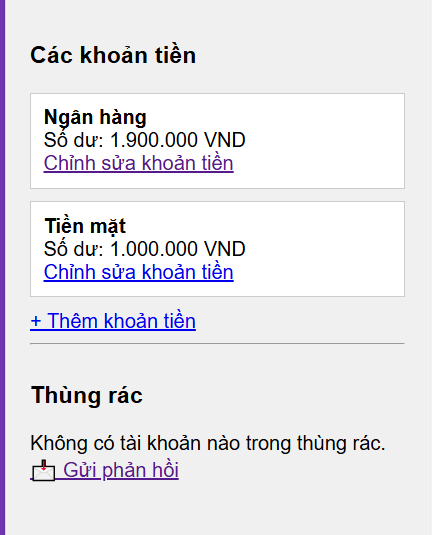 Các khoản tiền
Ngân hàng
Số dư: 1.900.000 VND
Chỉnh sửa khoản tiền
Tiền mặt
Số dư: 1.000.000 VND
Chỉnh sửa khoản tiền
+ Thêm khoản tiền
Thùng rác
Không có tài khoản nào trong thùng rác.
📩 Gửi phản hồi